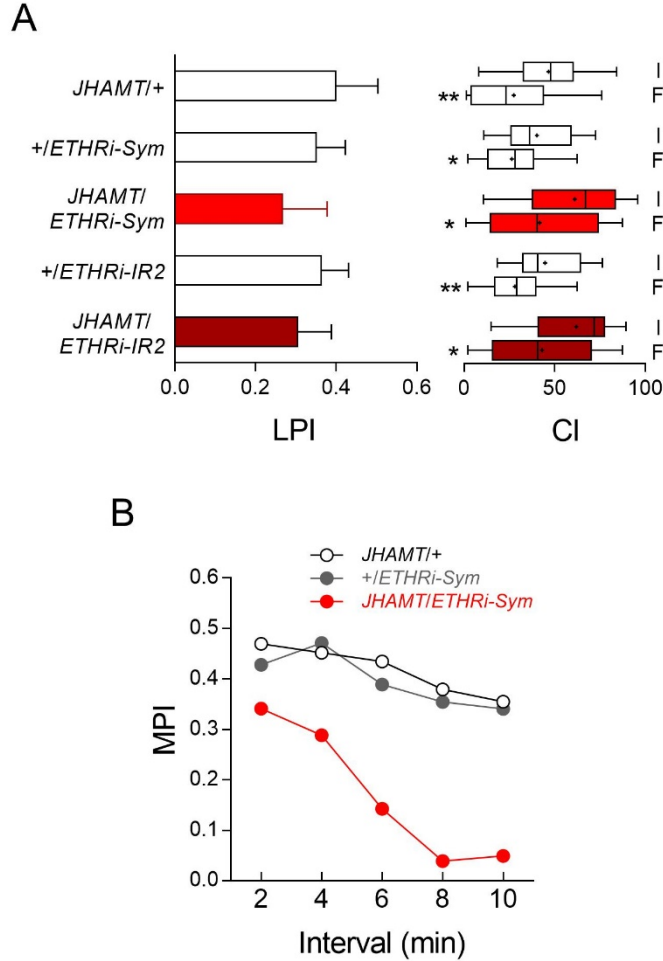 A
JHAMT/+
I
** F
+/ETHRi-Sym
I
* F
JHAMT/
ETHRi-Sym
I
* F
+/ETHRi-IR2
I
** F
JHAMT/
ETHRi-IR2
I
* F
0.0 0.2 0.4 0.6
0 50 100
LPI
CI
B
JHAMT/+
+/ETHRi-Sym
JHAMT/ETHRi-Sym
0.6
0.5
0.4
0.3
0.2
0.1
0.0
MPI
2 4 6 8 10
Interval (min)